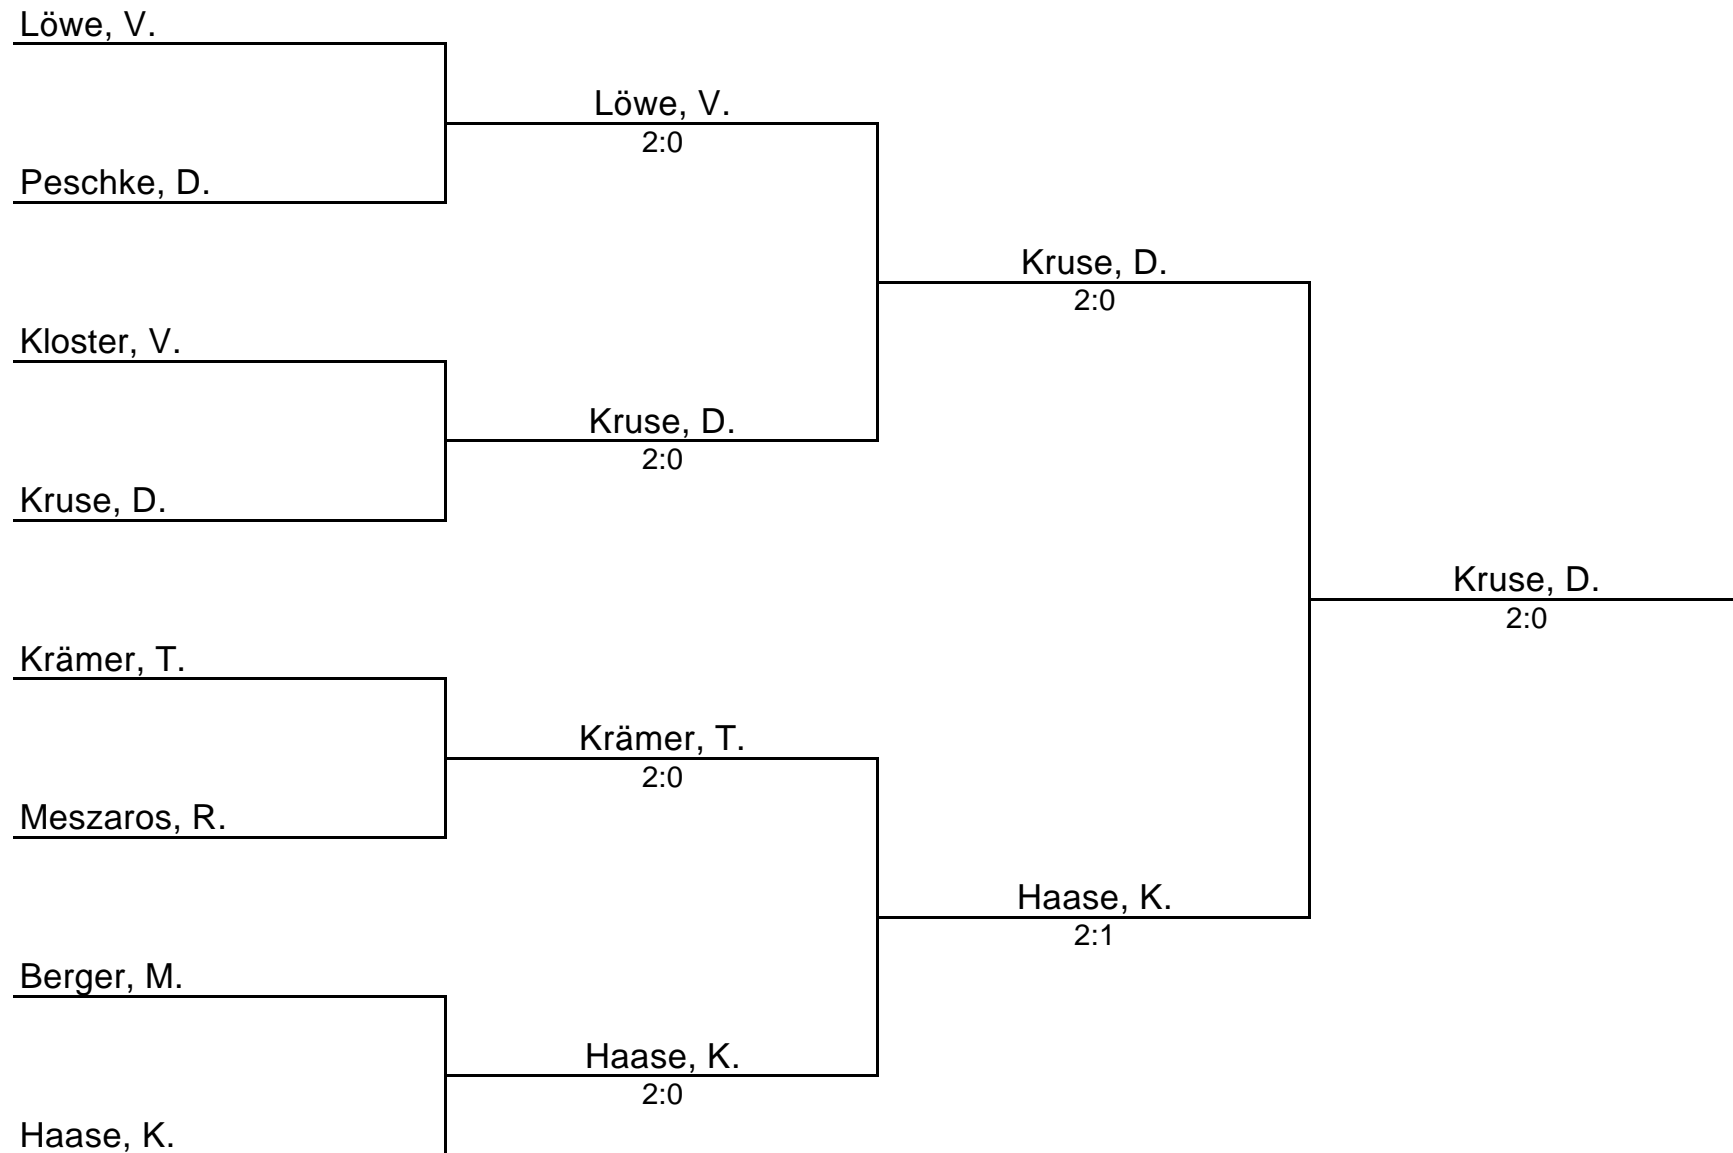 Löwe, V.
Löwe, V.
2:0
Peschke, D.
Kruse, D.
2:0
Kloster, V.
Kruse, D.
2:0
Kruse, D.
Kruse, D.
2:0
Krämer, T.
Krämer, T.
2:0
Meszaros, R.
Haase, K.
2:1
Berger, M.
Haase, K.
2:0
Haase, K.